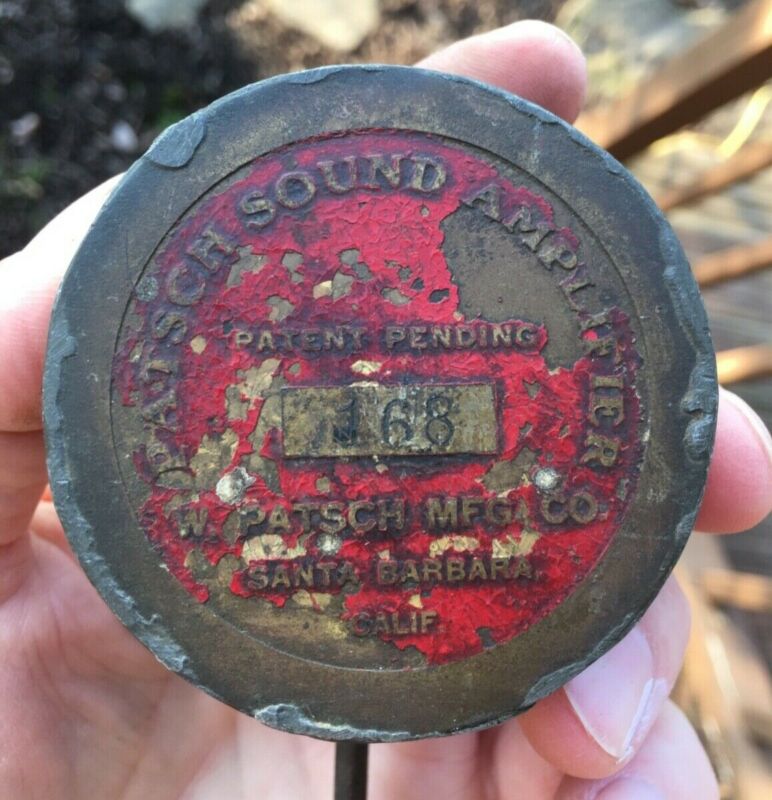 PATSCH SOUND AMPLIFIER
PATENT PENDING
168
W. PATSCH MFG. CO.
SANTA BARBARA,
CALIF.